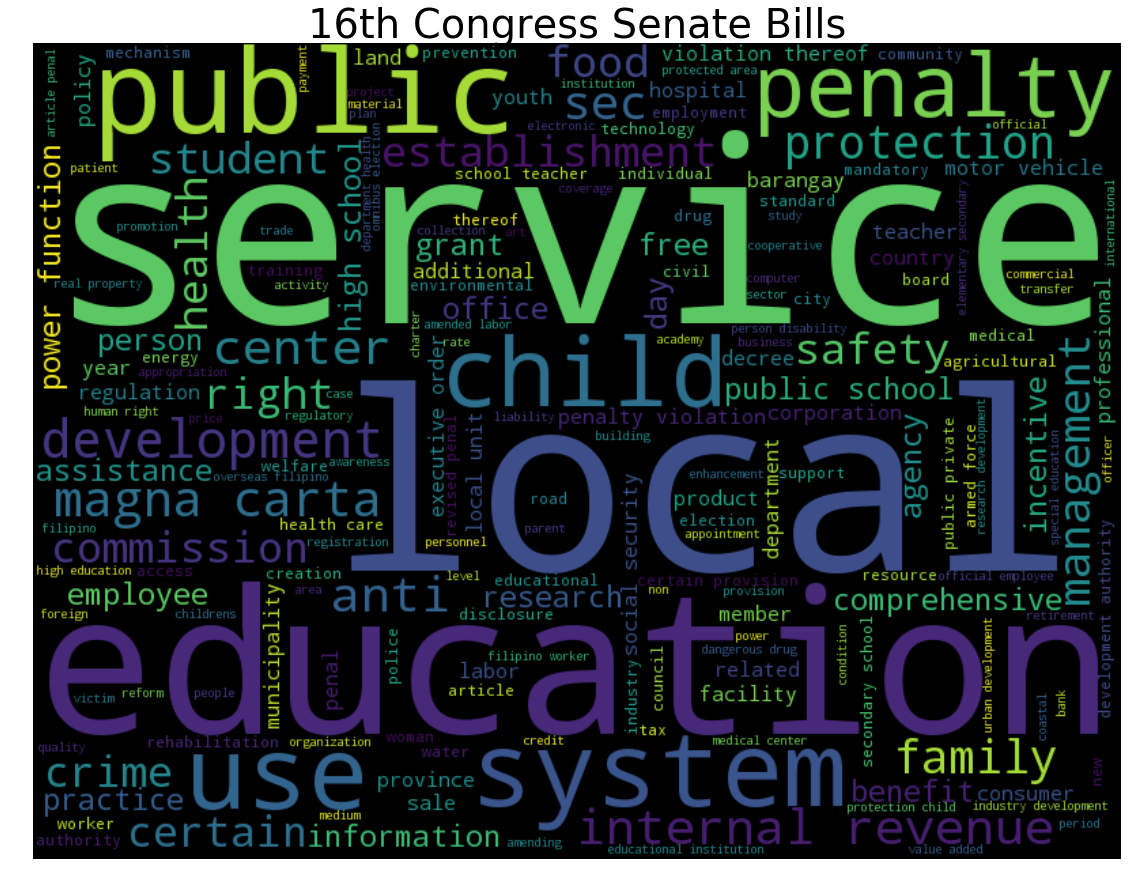 16th Congress Senate Bills
mechanism
prevention
violation thereof
community
article penal
policy
payment
land
food
protected area
public
institution
penalty
project
material
plan
youth
sec
hospital
employment
electronic
technology
official
power function
student
establishment
protection
patient
department health
omnibus election
school teacher
individual
barangay
mandatory
motor vehicle
service
health
high school
coverage
standard
elementary secondary
international
promotion
trade
thereof
collection
art
drug
study
teacher
grant
free
cooperative
country
training
additional
civil
real property
activity
environmental
day
computer
sector
city
board
commercial
transfer
office
professional
person
center
charter
amended labor
rate
academy
person disability
business
medical
energy
year
appropriation
executive order
child
decree
safety
agricultural
management
regulation
right
case
public school
incentive
human right
price
regulatory
revised penal
local unit
liability
penalty violation
corporation
agency
public private
armed force
research development
special education
officer
development
local
building
department
assistance
welfare
awareness
overseas filipino
enhancement
support
magna carta
road
product
filipino
health care
parent
election
appointment
commission
registration
personnel
social security
development authority
high education
access
creation
level
educational
certain provision
resource
official employee
employee
area
anti
research
non
provision
comprehensive
foreign
childrens
municipality
disclosure
member
retirement
education
penal
police
power
secondary school
urban development
coastal
filipino worker
industry
council
dangerous drug
condition
labor
related
victim
reform
people
article
facility
bank
tax
quality
rehabilitation
organization
woman
water
credit
medical center
new
crime
use
system
family
province
practice
sale
benefit
consumer
medium
protection child
industry development
worker
authority
certain
information
amending
internal revenue
period
educational institution
value added